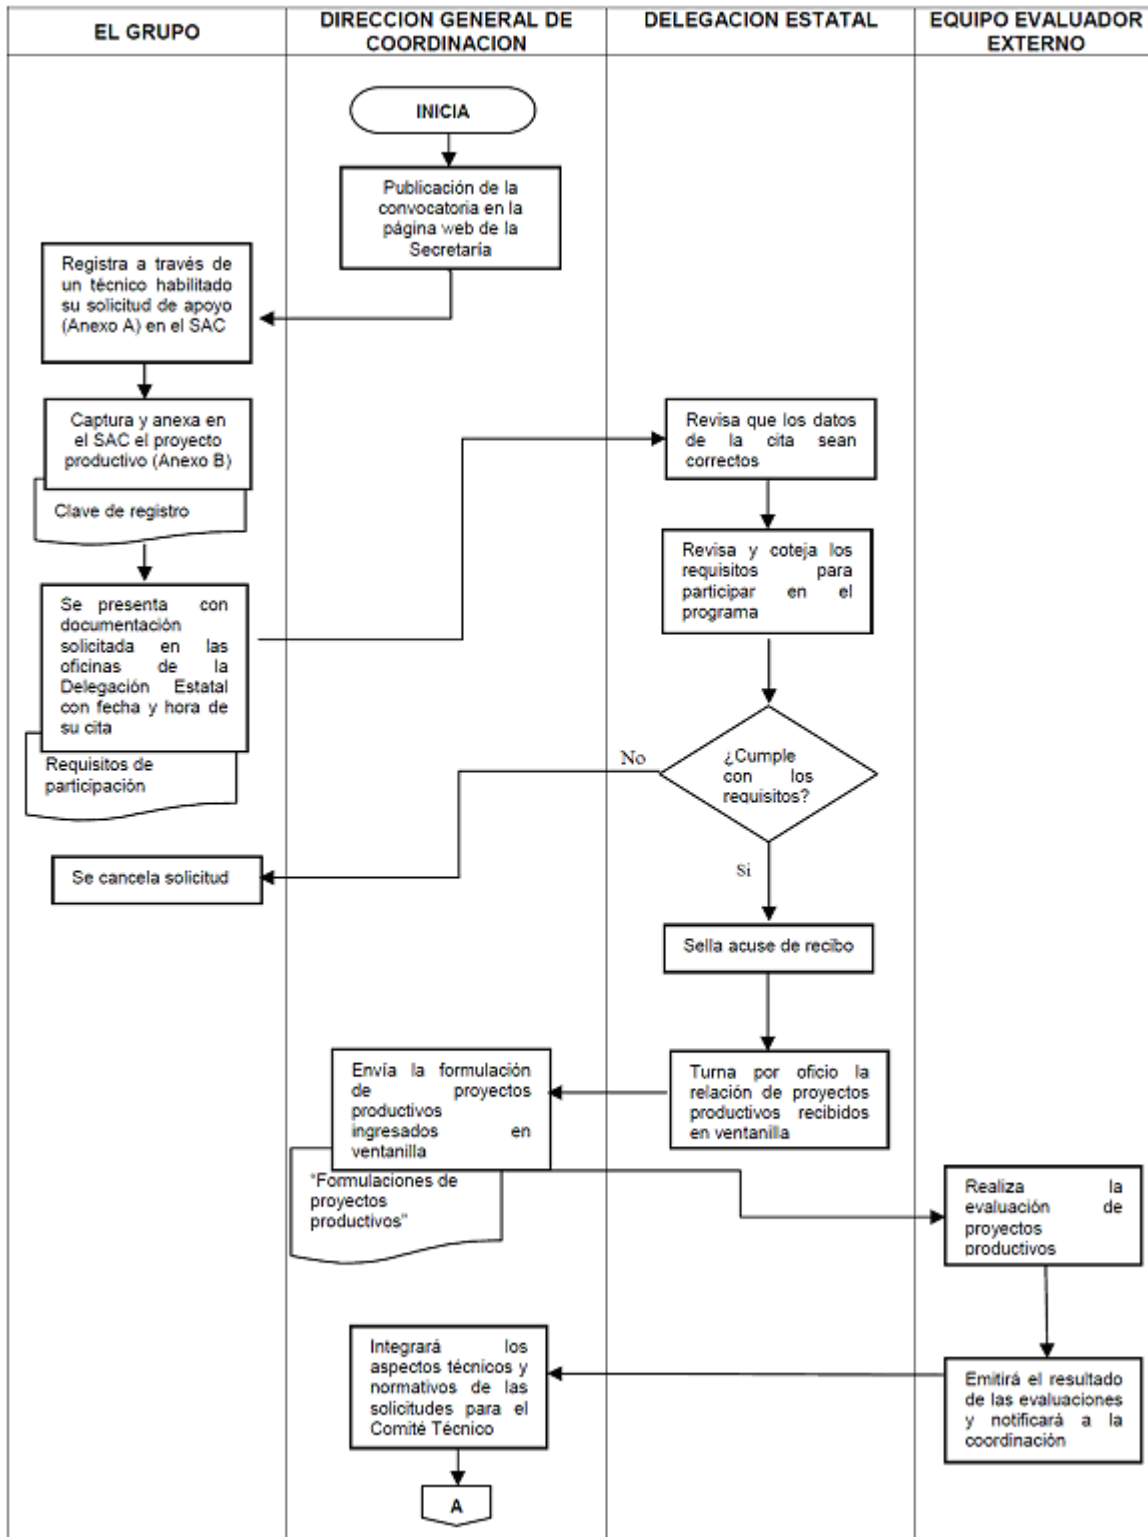 EL GRUPO
DIRECCION GENERAL DE
COORDINACION
DELEGACION ESTATAL
EQUIPO EVALUADOR
EXTERNO
INICIA
Publicación de la
convocatoria en la
página web de la
Secretaría
Registra a través de
un técnico habilitado
su solicitud de apoyo
(Anexo A) en el SAC
Captura y anexa en
el SAC el proyecto
productivo (Anexo B)
Clave de registro
Se presenta con
documentación
solicitada en las
oficinas de la
Delegación Estatal
con fecha y hora de
su cita
Requisitos de
participación
Revisa que los datos
de la cita sean
correctos
Revisa y coteja los
requisitos para
participar en el
programa
¿Cumple
con los
requisitos?
No
Si
Se cancela solicitud
Sella acuse de recibo
Turna por oficio la
relación de proyectos
productivos recibidos
en ventanilla
Envía la formulación
de proyectos
productivos
ingresados en
ventanilla
"Formulaciones de
proyectos
productivos"
Realiza la
evaluación de
proyectos
productivos
Emitirá el resultado
de las evaluaciones
y notificará a la
coordinación
Integrará los
aspectos técnicos y
normativos de las
solicitudes para el
Comité Técnico
A